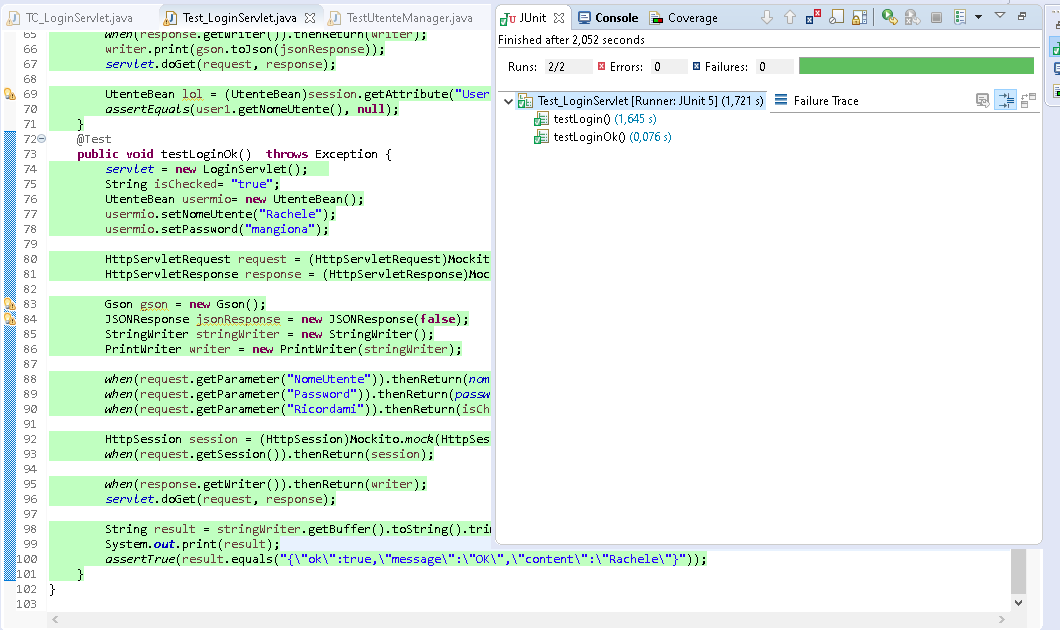 TC_LoginServlet.java Test_LoginServlet.java TestUtenteManager.java
JUnit Console Coverage
Finished after 2,052 seconds
Runs: 2/2 Errors: 0 Failures: 0
Test_LoginServlet [Runner: JUnit 5] (1,721 s)
testLogin() (1,645 s)
testLoginOk() (0,076 s)
Failure Trace
65 when(response.getWriter()).thenReturn(writer);
66 writer.print(gson.toJson(jsonResponse));
67 servlet.doGet(request, response);
68
69 UtenteBean lol = (UtenteBean)session.getAttribute("User
70 assertEquals(user1.getNomeUtente(), null);
71 }
72 @Test
73 public void testLoginOk() throws Exception {
74 servlet = new LoginServlet();
75 String isChecked= "true";
76 UtenteBean usermio= new UtenteBean();
77 usermio.setNomeUtente("Rachele");
78 usermio.setPassword("mangiona");
79
80 HttpServletRequest request = (HttpServletRequest)Mockit
81 HttpServletResponse response = (HttpServletResponse)Moc
82
83 Gson gson = new Gson();
84 JSONResponse jsonResponse = new JSONResponse(false);
85 StringWriter stringWriter = new StringWriter();
86 PrintWriter writer = new PrintWriter(stringWriter);
87
88 when(request.getParameter("NomeUtente")).thenReturn(nom
89 when(request.getParameter("Password")).thenReturn(passw
90 when(request.getParameter("Ricordami")).thenReturn(isCh
91
92 HttpSession session = (HttpSession)Mockito.mock(HttpSes
93 when(request.getSession()).thenReturn(session);
94
95 when(response.getWriter()).thenReturn(writer);
96 servlet.doGet(request, response);
97
98 String result = stringWriter.getBuffer().toString().trim
99 System.out.print(result);
100 assertTrue(result.equals("{\"ok\":true,\"message\":\"OK\",\"content\":\"Rachele\"}"));
101 }
102 }
103